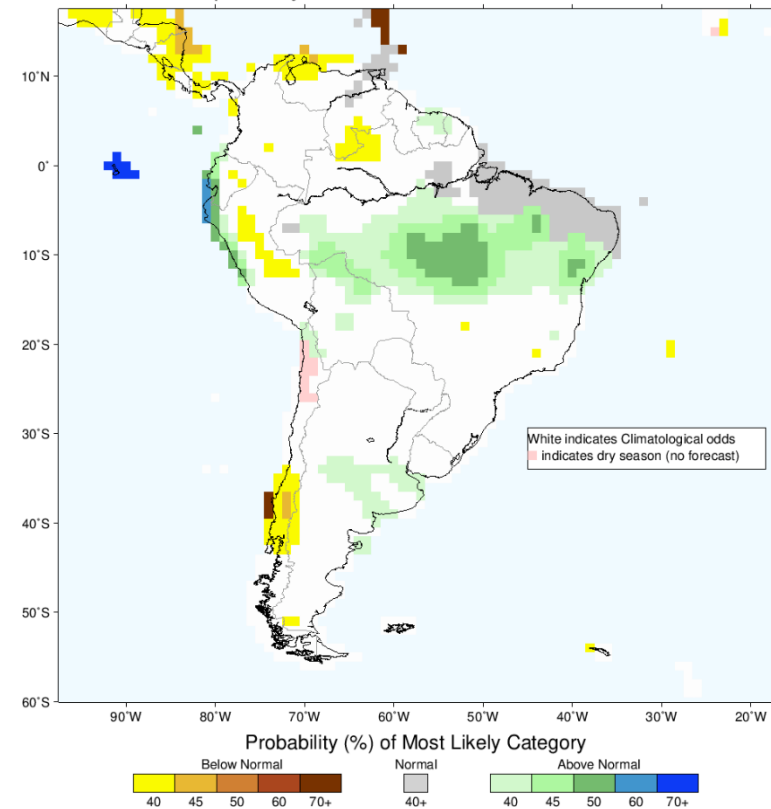 10˚N
0˚
10˚S
20˚S
30˚S
40˚S
50˚S
60˚S
White indicates Climatological odds
indicates dry season (no forecast)
90˚W 80˚W 70˚W 60˚W 50˚W 40˚W 30˚W 20˚W
Probability (%) of Most Likely Category
Below Normal Normal Above Normal
40 45 50 60 70+ 40+ 40 45 50 60 70+